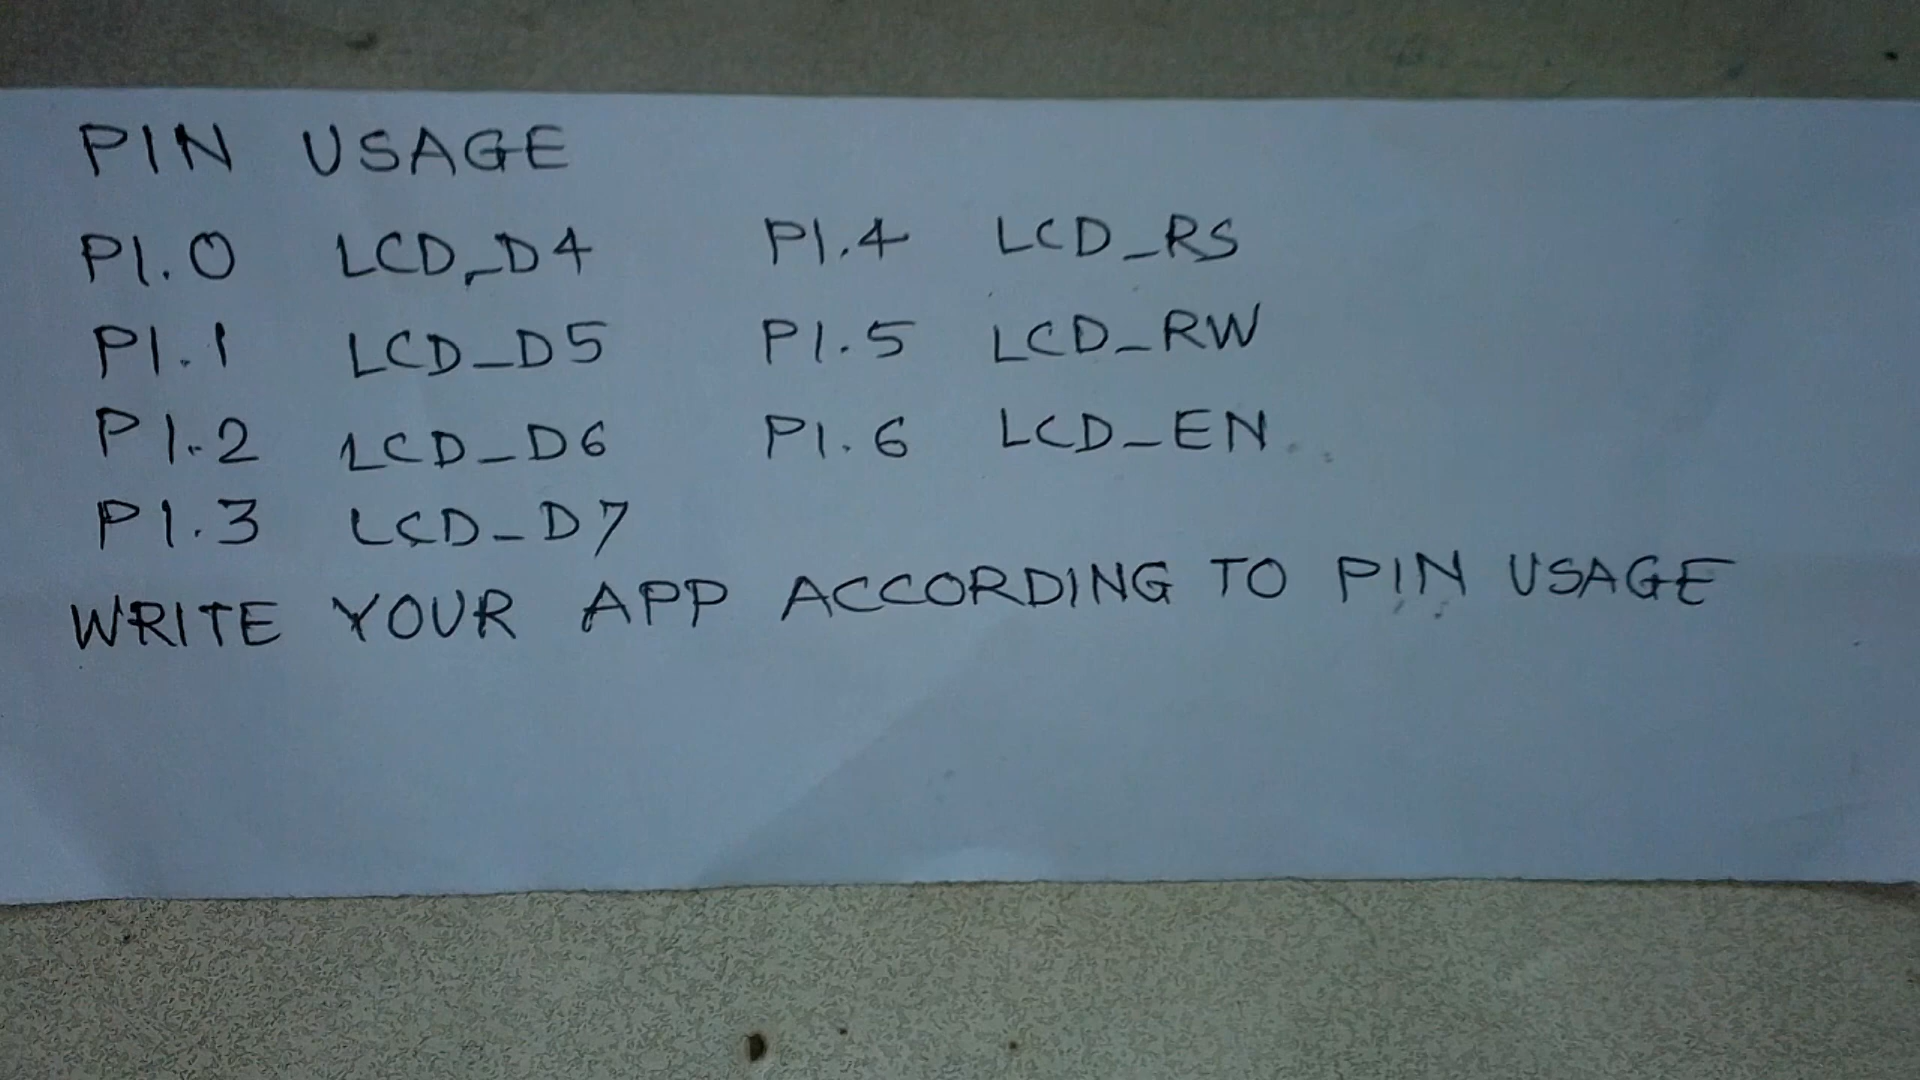 PIN USAGE
P1.0 LCD_D4 P1.4 LCD_RS
P1.1 LCD_D5 P1.5 LCD_RW
P1.2 LCD_D6 P1.6 LCD_EN
P1.3 LCD_D7
WRITE YOUR APP ACCORDING TO PIN USAGE